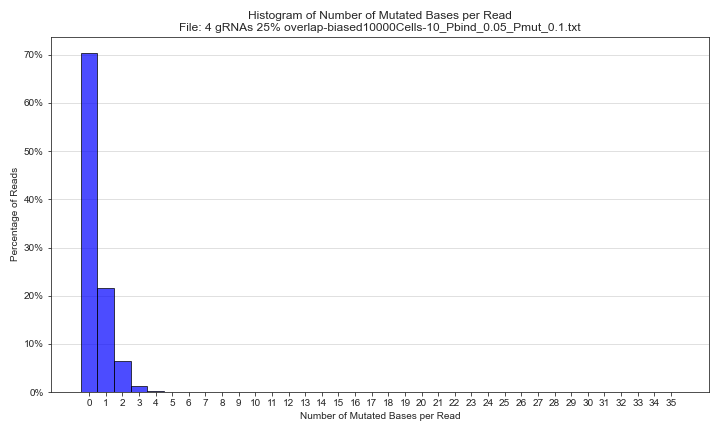 Histogram of Number of Mutated Bases per Read
File: 4 gRNAs 25% overlap-biased10000Cells-10_Pbind_0.05_Pmut_0.1.txt
Percentage of Reads
70%
60%
50%
40%
30%
20%
10%
0%
0 1 2 3 4 5 6 7 8 9 10 11 12 13 14 15 16 17 18 19 20 21 22 23 24 25 26 27 28 29 30 31 32 33 34 35
Number of Mutated Bases per Read